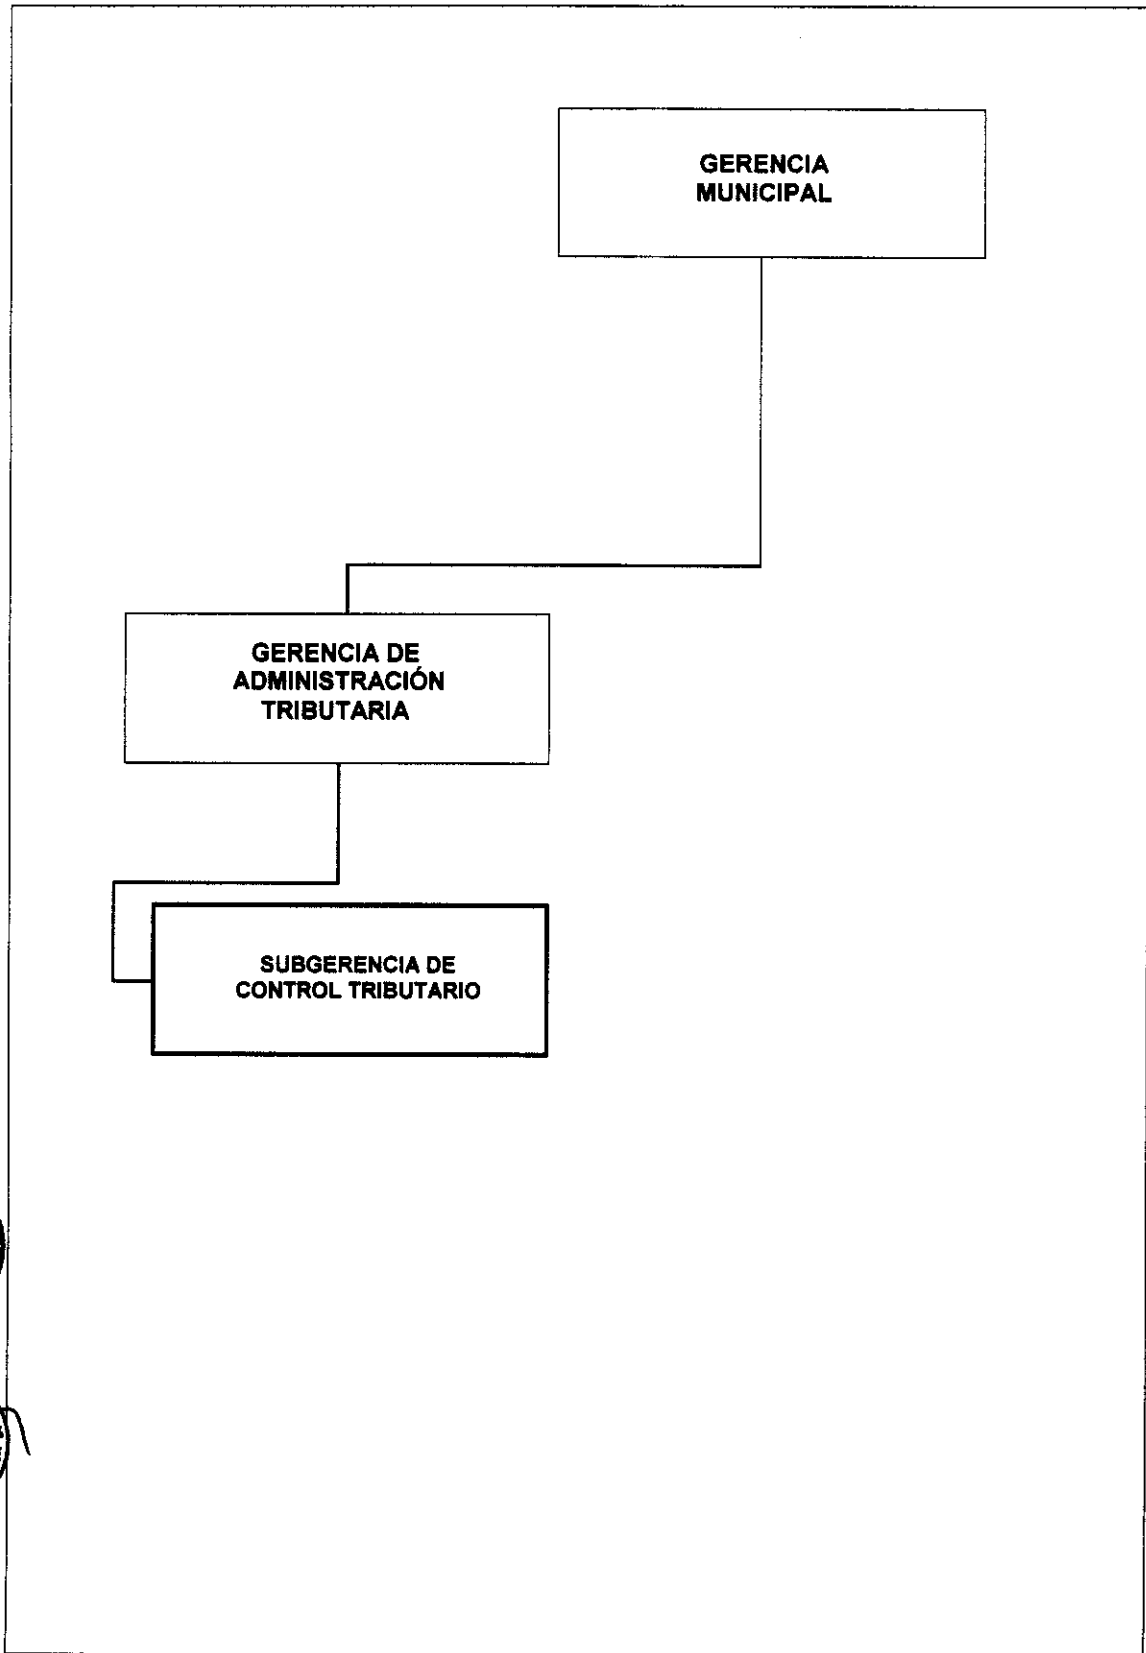 GERENCIA
MUNICIPAL
GERENCIA DE
ADMINISTRACIÓN
TRIBUTARIA
SUBGERENCIA DE
CONTROL TRIBUTARIO